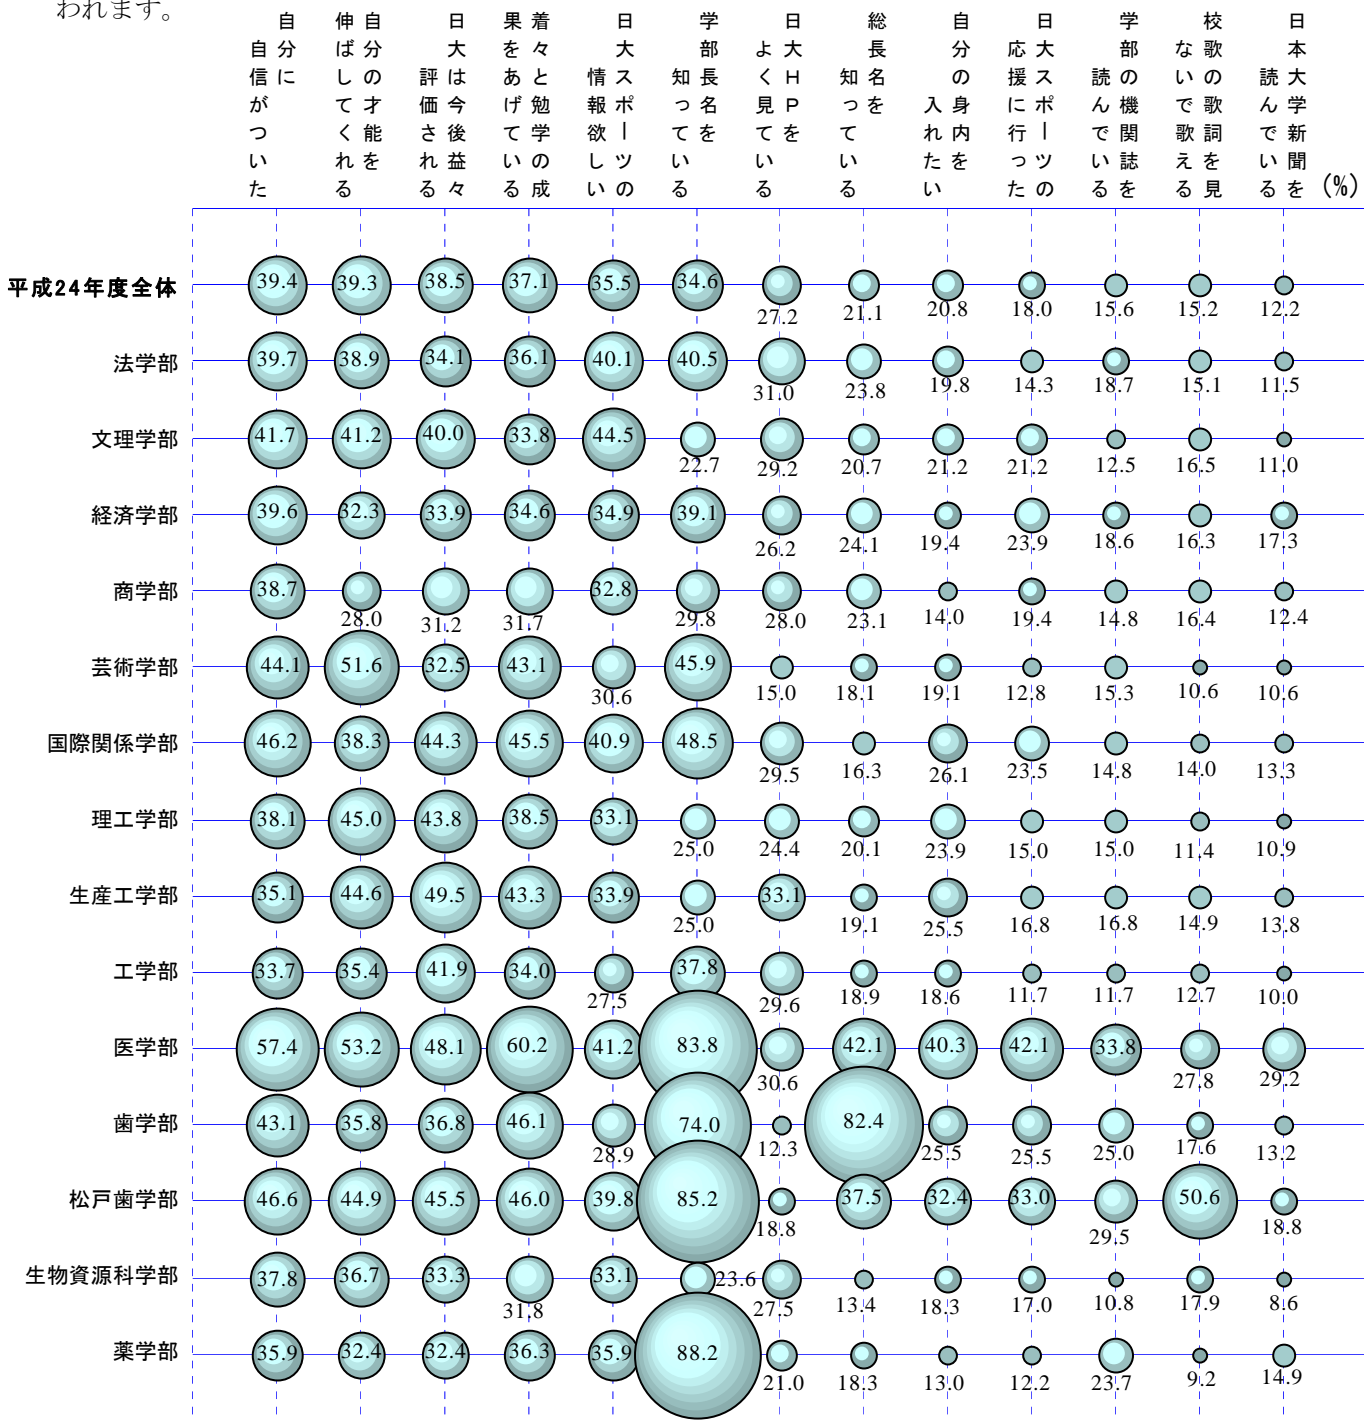 われます。
自分に
自信がついた
自分の才能を
伸ばしてくれる
日大は今後益々
評価される
着々と勉学の成
果をあげている
日大スポーツの
情報欲しい
学部長名を
知っている
日大ＨＰを
よく見ている
総長名を
知っている
自分の身内を
入れたい
日大スポーツの
応援に行った
学部の機関誌を
読んでいる
校歌の歌詞を見
ないで歌える
日本大学新聞を
読んでいる
(%)
平成24年度全体 39.4 39.3 38.5 37.1 35.5 34.6 27.2 21.1 20.8 18.0 15.6 15.2 12.2
法学部 39.7 38.9 34.1 36.1 40.1 40.5 31.0 23.8 19.8 14.3 18.7 15.1 11.5
文理学部 41.7 41.2 40.0 33.8 44.5 22.7 29.2 20.7 21.2 21.2 12.5 16.5 11.0
経済学部 39.6 32.3 33.9 34.6 34.9 39.1 26.2 24.1 19.4 23.9 18.6 16.3 17.3
商学部 38.7 28.0 31.2 31.7 32.8 29.8 28.0 23.1 14.0 19.4 14.8 16.4 12.4
芸術学部 44.1 51.6 32.5 43.1 30.6 45.9 15.0 18.1 19.1 12.8 15.3 10.6 10.6
国際関係学部 46.2 38.3 44.3 45.5 40.9 48.5 29.5 16.3 26.1 23.5 14.8 14.0 13.3
理工学部 38.1 45.0 43.8 38.5 33.1 25.0 24.4 20.1 23.9 15.0 15.0 11.4 10.9
生産工学部 35.1 44.6 49.5 43.3 33.9 25.0 33.1 19.1 25.5 16.8 16.8 14.9 13.8
工学部 33.7 35.4 41.9 34.0 27.5 37.8 29.6 18.9 18.6 11.7 11.7 12.7 10.0
医学部 57.4 53.2 48.1 60.2 41.2 83.8 30.6 42.1 40.3 42.1 33.8 27.8 29.2
歯学部 43.1 35.8 36.8 46.1 28.9 74.0 12.3 82.4 25.5 25.5 25.0 17.6 13.2
松戸歯学部 46.6 44.9 45.5 46.0 39.8 85.2 18.8 37.5 32.4 33.0 29.5 50.6 18.8
生物資源科学部 37.8 36.7 33.3 31.8 33.1 23.6 27.5 13.4 18.3 17.0 10.8 17.9 8.6
薬学部 35.9 32.4 32.4 36.3 35.9 88.2 21.0 18.3 13.0 12.2 23.7 9.2 14.9